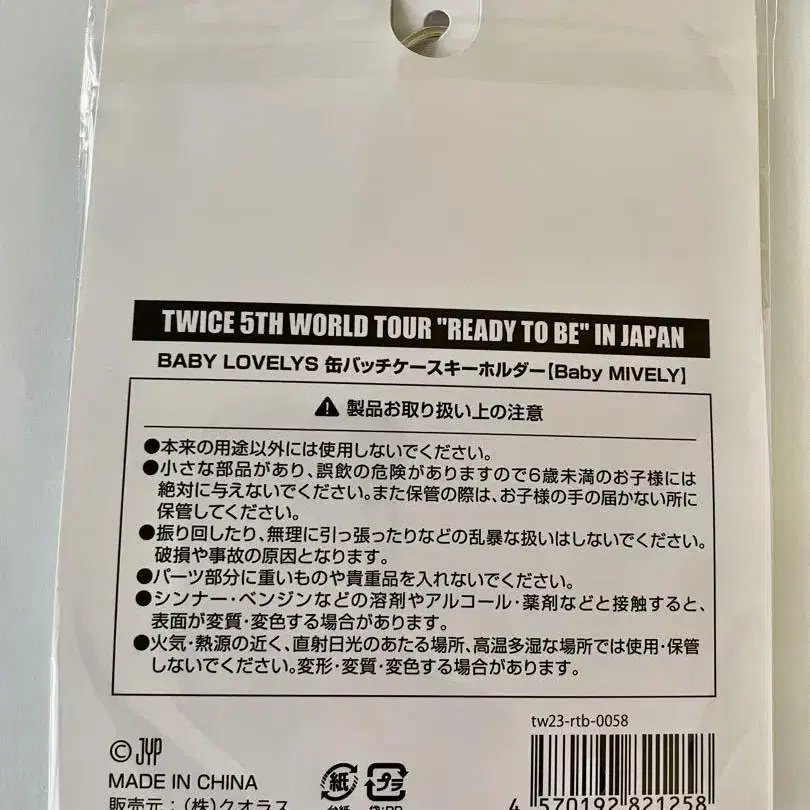 TWICE 5TH WORLD TOUR "READY TO BE" IN JAPAN
BABY LOVELYS 缶バッチケースキーホルダー【Baby MIVELY】
製品お取り扱い上の注意
●本来の用途以外には使用しないでください。
●小さな部品があり、誤飲の危険がありますので6歳未満のお子様には
絶対に与えないでください。また保管の際は、お子様の手の届かない所に
保管してください。
●振り回したり、無理に引っ張ったりなどの乱暴な扱いはしないでください。
破損や事故の原因となります。
●パーツ部分に重いものや貴重品を入れないでください。
●シンナー・ベンジンなどの溶剤やアルコール・薬剤などと接触すると、
表面が変質・変色する場合があります。
●火気・熱源の近く、直射日光のあたる場所、高温多湿な場所では使用・保管
しないでください。変形・変質・変色する場合があります。
tw23-rtb-0058
© JYP
MADE IN CHINA
販売元：(株)クオラス
紙
プラ
4 570192 821258